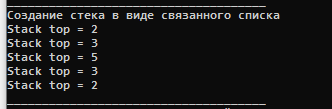 Создание стека в виде связанного списка
Stack top = 2
Stack top = 3
Stack top = 5
Stack top = 3
Stack top = 2